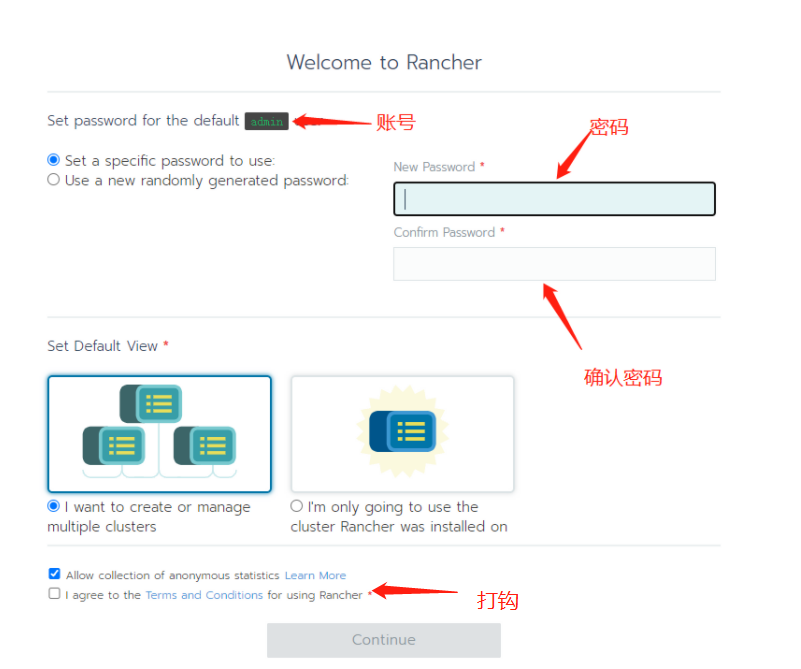 Welcome to Rancher
Set password for the default admin 账号
密码
Set a specific password to use:
Use a new randomly generated password:
New Password *
Confirm Password *
确认密码
Set Default View *
I want to create or manage
multiple clusters
I'm only going to use the
cluster Rancher was installed on
Allow collection of anonymous statistics Learn More
I agree to the Terms and Conditions for using Rancher *
打钩
Continue